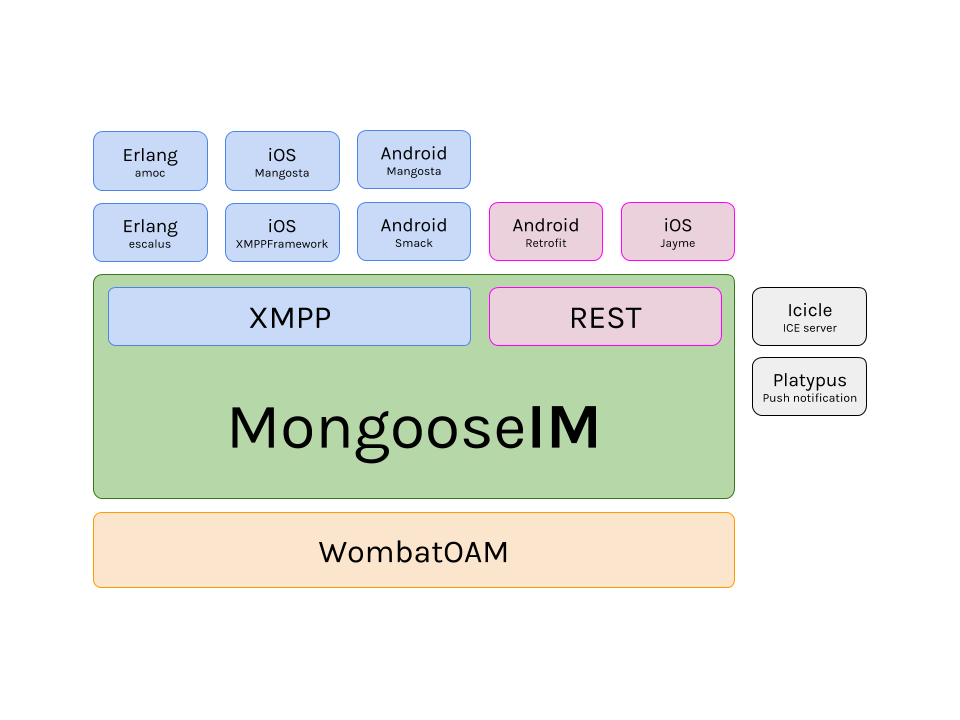 Erlang
amoc
iOS
Mangosta
Android
Mangosta
Erlang
escalus
iOS
XMPPFramework
Android
Smack
Android
Retrofit
iOS
Jayme
XMPP
REST
Icicle
ICE server
Platypus
Push notification
MongooseIM
WombatOAM